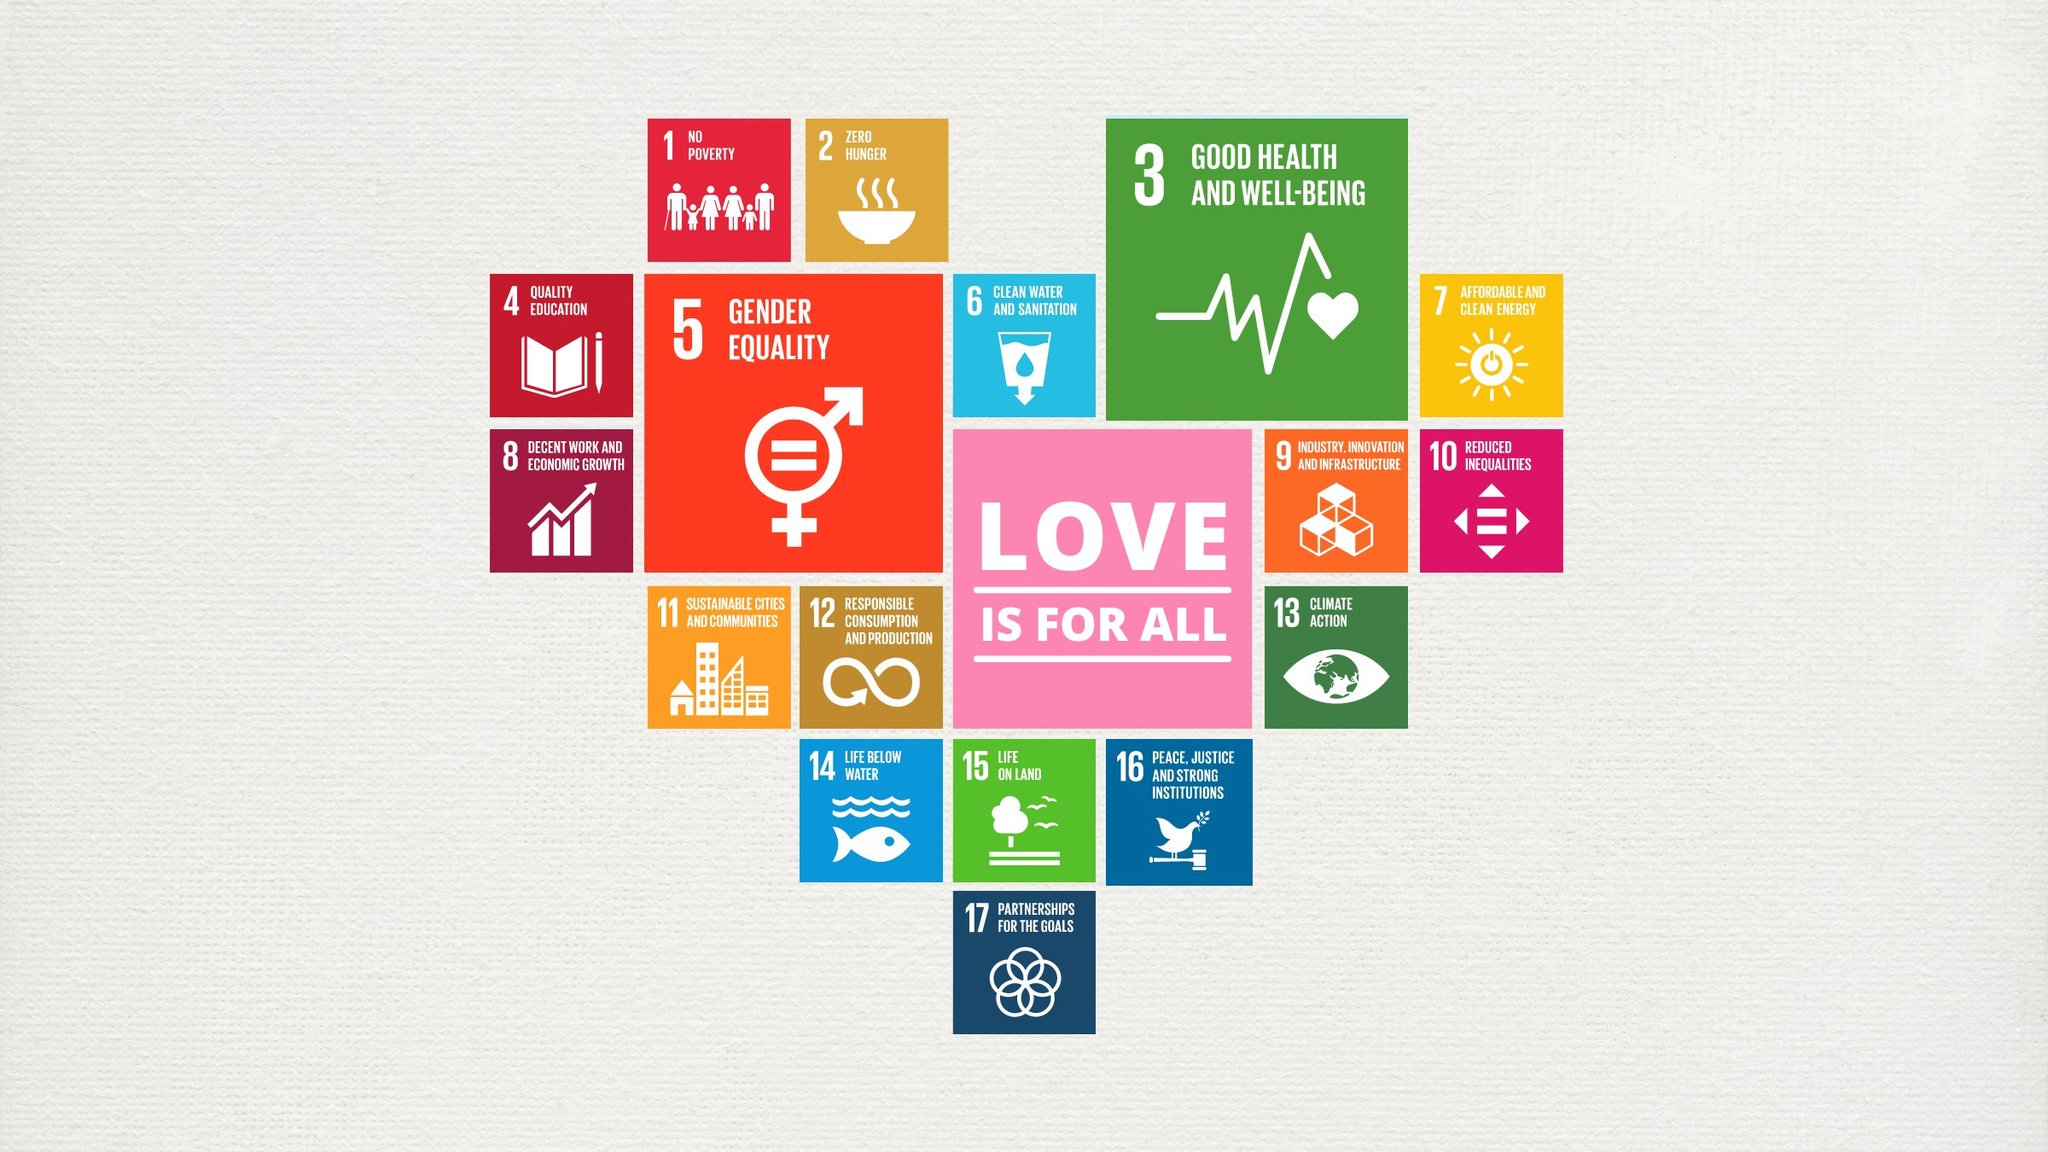 1 NO
POVERTY
2 ZERO
HUNGER
3 GOOD HEALTH
AND WELL-BEING
4 QUALITY
EDUCATION
5 GENDER
EQUALITY
6 CLEAN WATER
AND SANITATION
7 AFFORDABLE AND
CLEAN ENERGY
8 DECENT WORK AND
ECONOMIC GROWTH
LOVE
IS FOR ALL
9 INDUSTRY, INNOVATION
AND INFRASTRUCTURE
10 REDUCED
INEQUALITIES
11 SUSTAINABLE CITIES
AND COMMUNITIES
12 RESPONSIBLE
CONSUMPTION
AND PRODUCTION
13 CLIMATE
ACTION
14 LIFE BELOW
WATER
15 LIFE
ON LAND
16 PEACE, JUSTICE
AND STRONG
INSTITUTIONS
17 PARTNERSHIPS
FOR THE GOALS